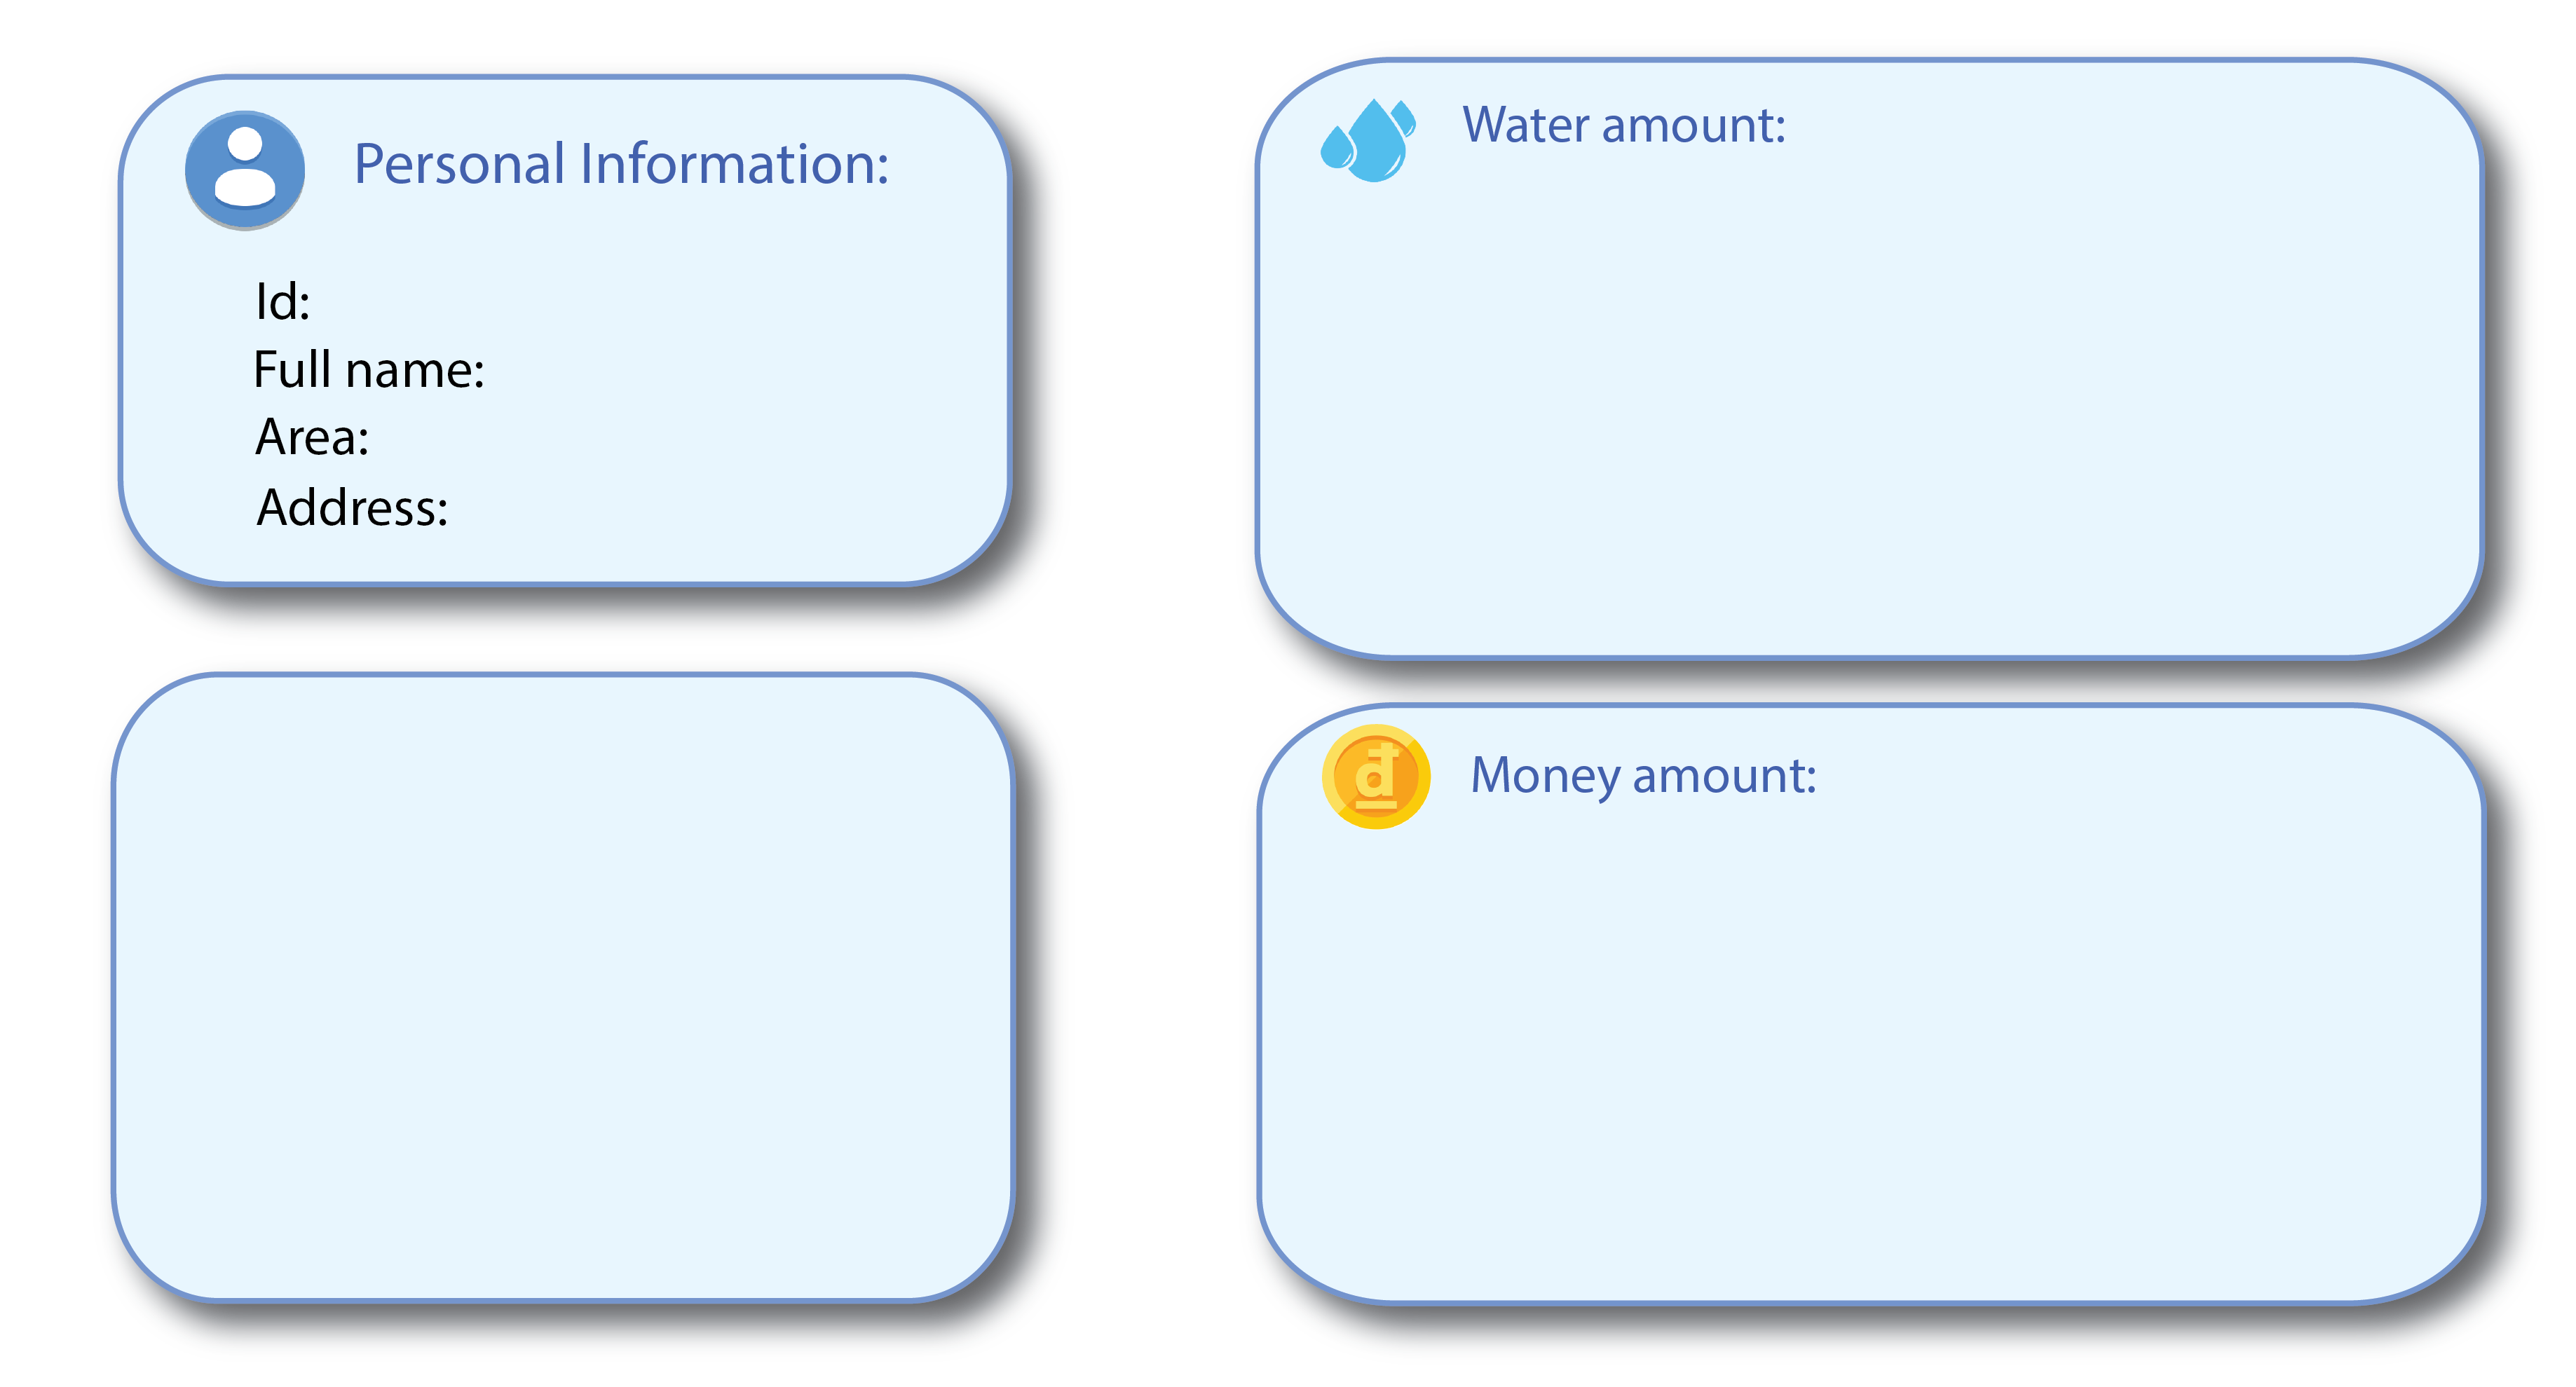 Personal Information:
Id:
Full name:
Area:
Address:
Water amount:
đ
Money amount: